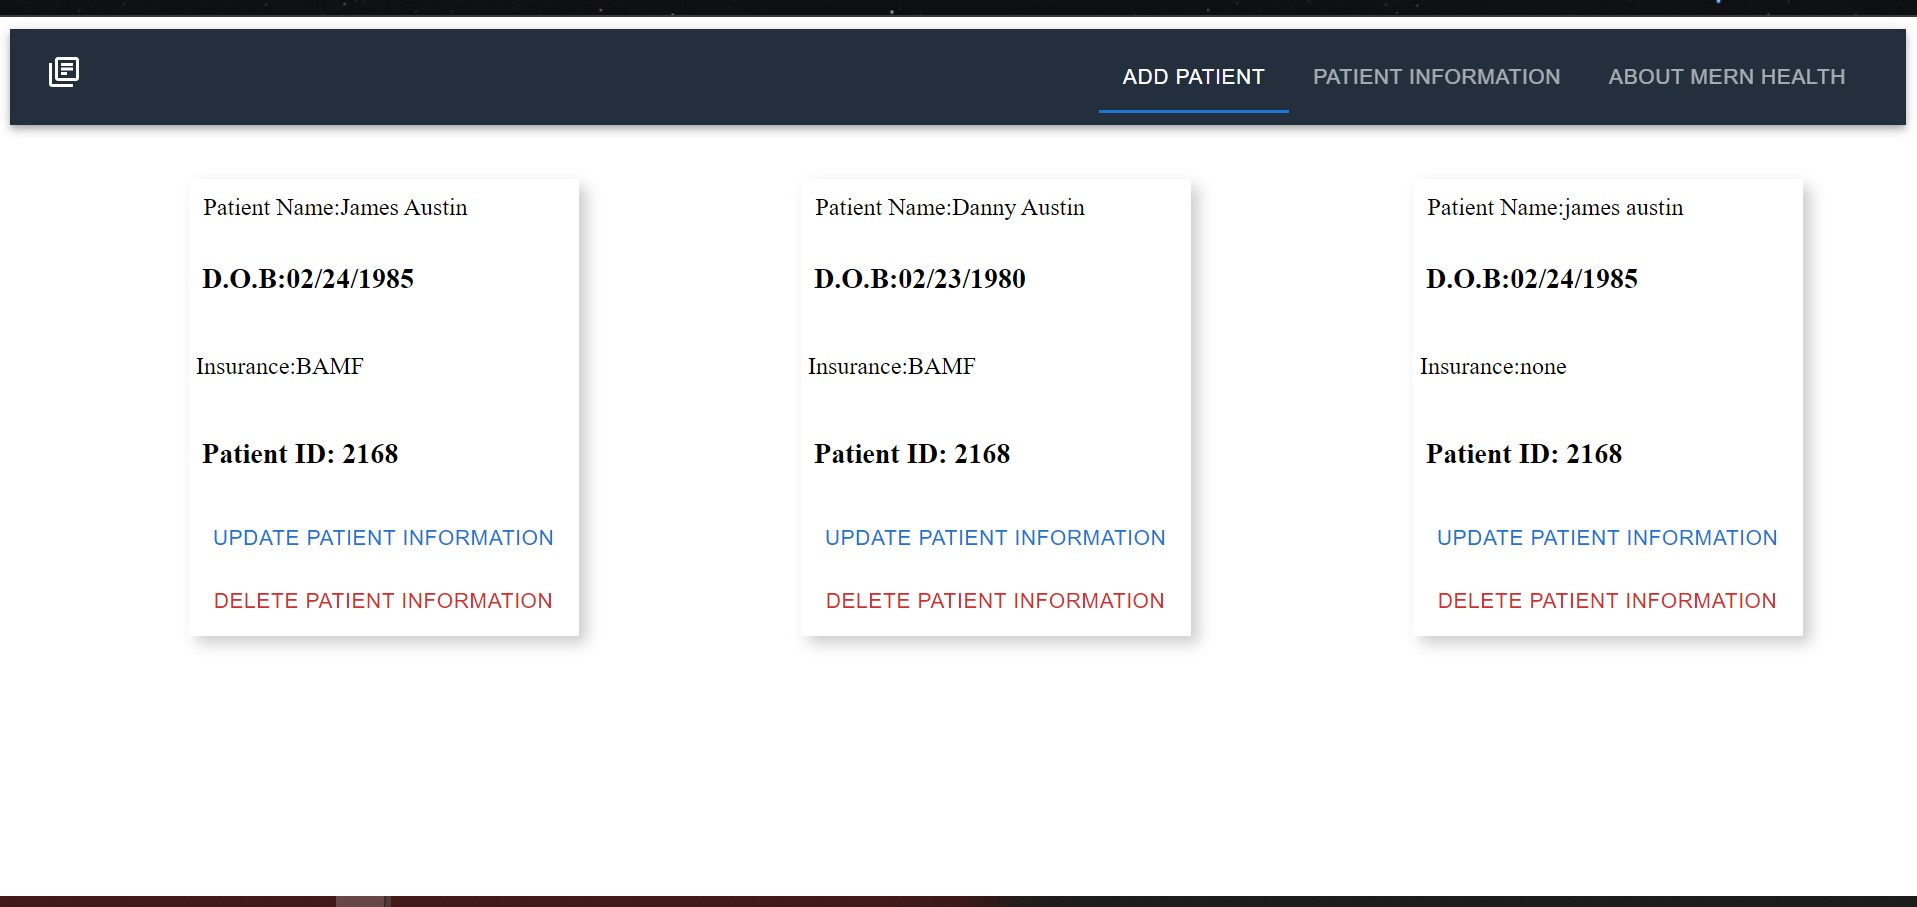 ADD PATIENT PATIENT INFORMATION ABOUT MERN HEALTH
Patient Name:James Austin
D.O.B:02/24/1985
Insurance:BAMF
Patient ID: 2168
UPDATE PATIENT INFORMATION
DELETE PATIENT INFORMATION
Patient Name:Danny Austin
D.O.B:02/23/1980
Insurance:BAMF
Patient ID: 2168
UPDATE PATIENT INFORMATION
DELETE PATIENT INFORMATION
Patient Name:james austin
D.O.B:02/24/1985
Insurance:none
Patient ID: 2168
UPDATE PATIENT INFORMATION
DELETE PATIENT INFORMATION